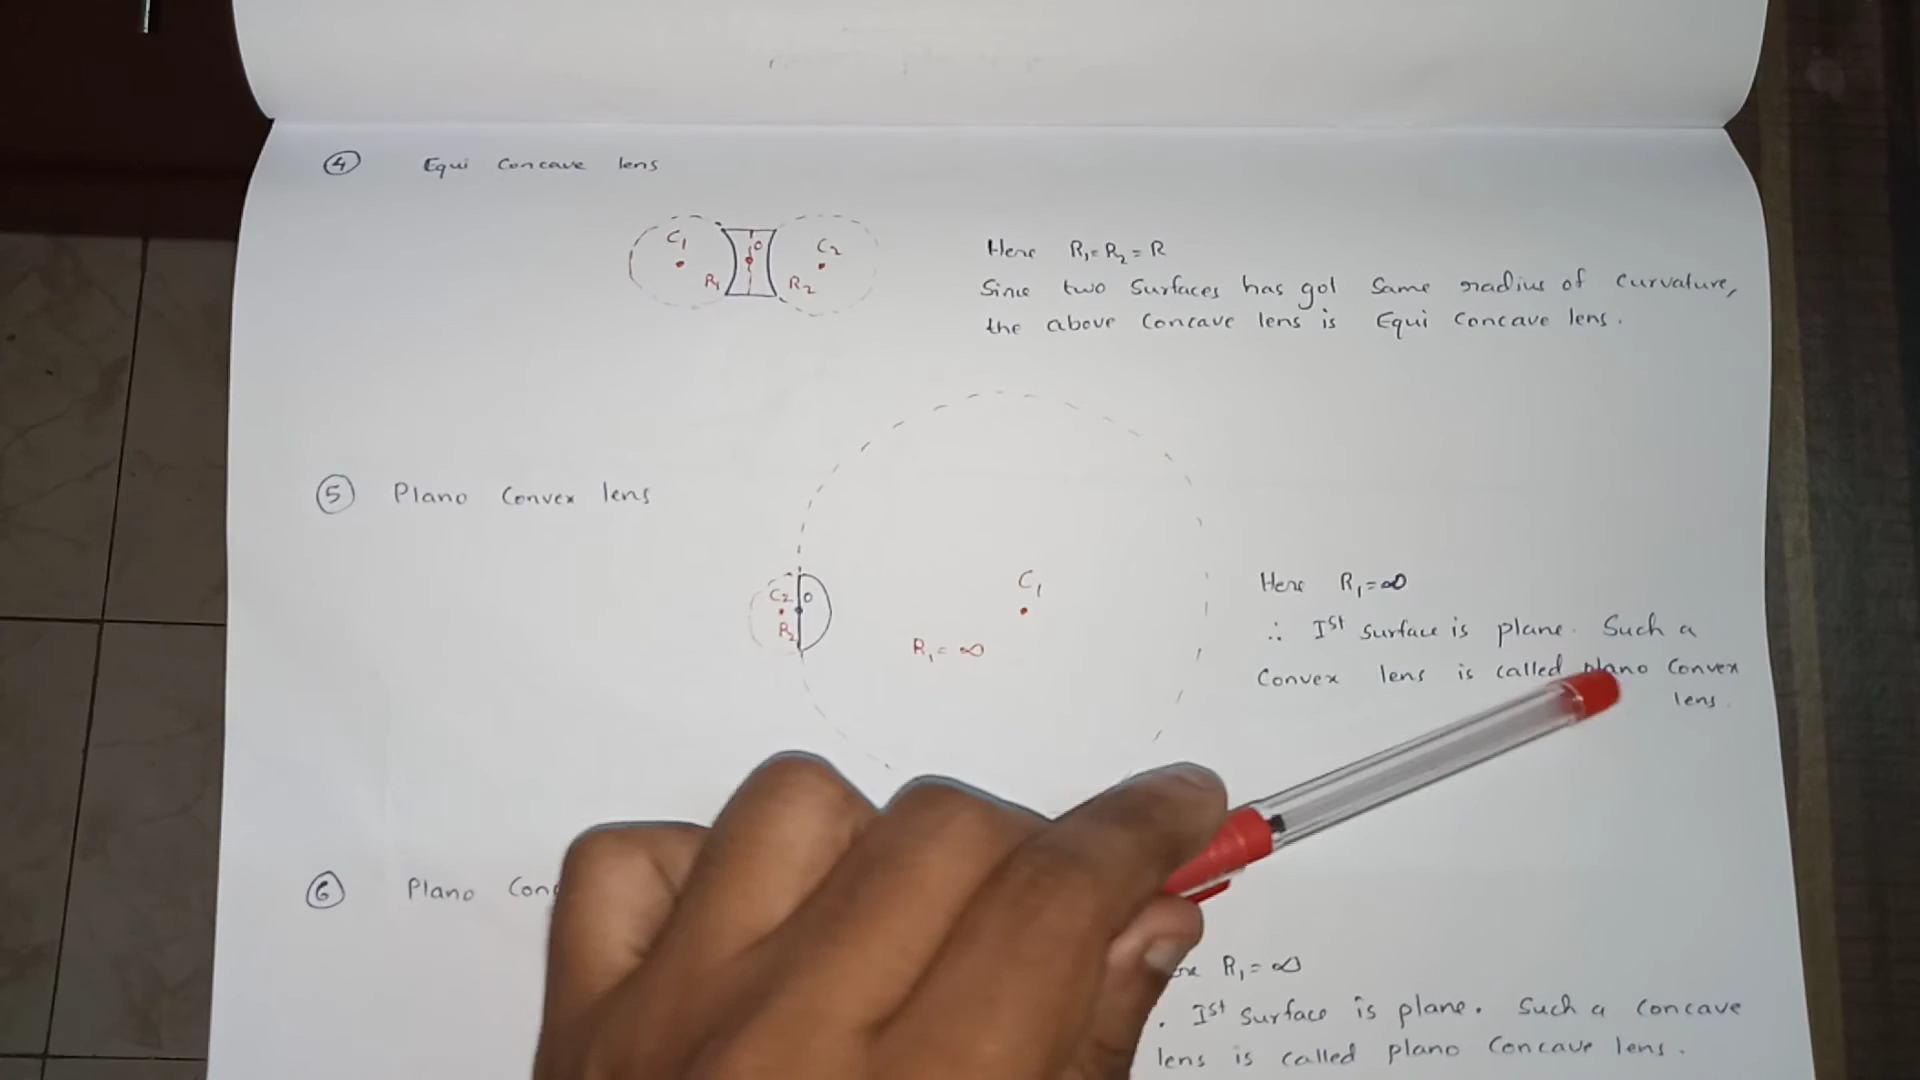 ④ Equi Concave lens
C1 O C2
R1 R2
Here R1=R2=R
Since two Surfaces has got Same radius of Curvature,
the above Concave lens is Equi Concave lens.
⑤ Plano Convex lens
C2 O
R2
C1
R1= ∞
Here R1=∞
∴ Ist surface is plane. Such a
Convex lens is called plano Convex
lens.
⑥ Plano
R1=∞
Ist surface is plane. Such a Concave
lens is called plano Concave lens.